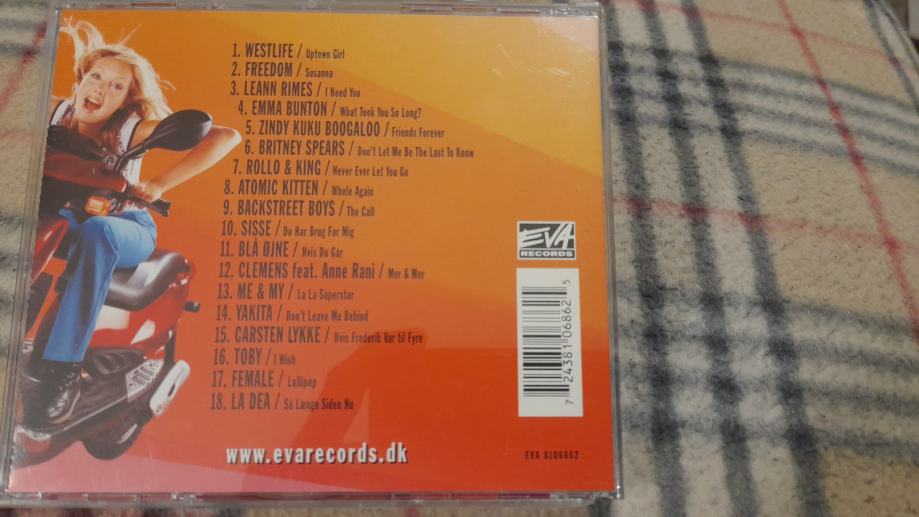 1. WESTLIFE / Uptown Girl
2. FREEDOM / Susanna
3. LEANN RIMES / I Need You
4. EMMA BUNTON / What Took You So Long?
5. ZINDY KUKU BOOGALOO / Friends Forever
6. BRITNEY SPEARS / Don't Let Me Be The Last To Know
7. ROLLO & KING / Never Ever Let You Go
8. ATOMIC KITTEN / Whole Again
9. BACKSTREET BOYS / The Call
10. SISSE / Du Har Brug For Mig
11. BLÅ ØJNE / Hvis Du Går
12. CLEMENS feat. Anne Rani / Mer & Mer
13. ME & MY / La La Superstar
14. YAKITA / Don't Leave Me Behind
15. CARSTEN LYKKE / Hvis Frederik Var til Fyre
16. TOBY / I Wish
17. FEMALE / Lollipop
18. LA DEA / Så Længe Siden Nu
EVA
RECORDS
7 24381 06862 5
www.evarecords.dk
EVA 8106862